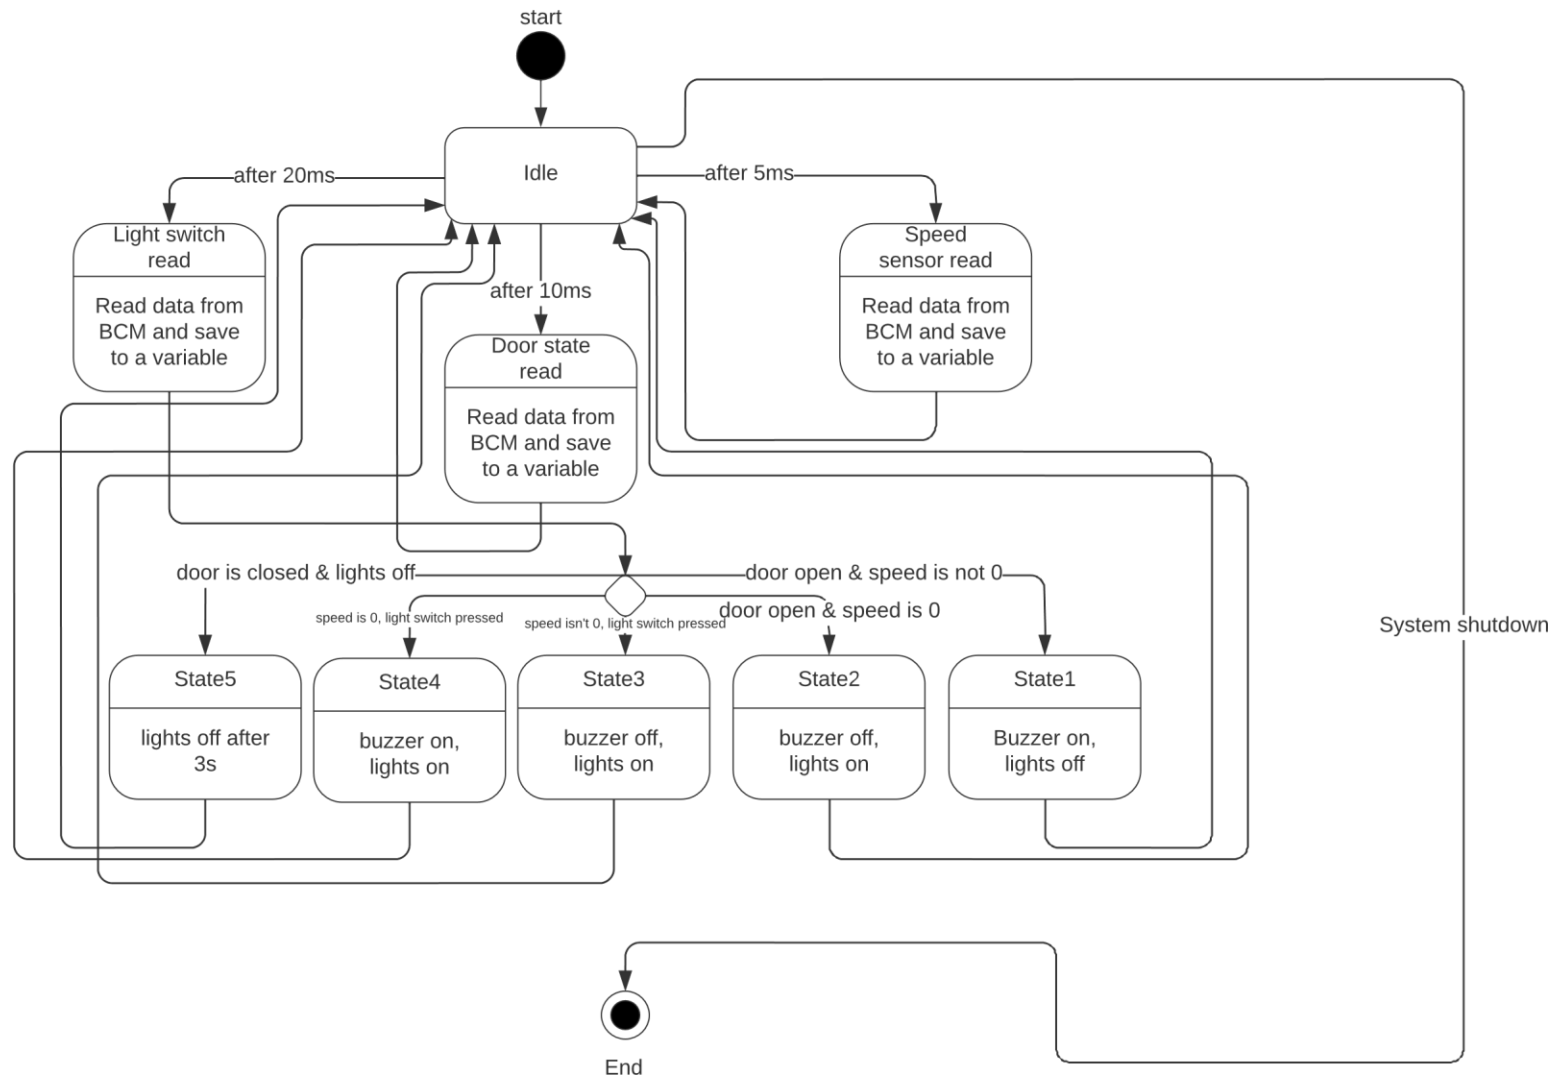 start
Idle
after 20ms
after 5ms
Light switch
read
Read data from
BCM and save
to a variable
Speed
sensor read
Read data from
BCM and save
to a variable
after 10ms
Door state
read
Read data from
BCM and save
to a variable
door is closed & lights off
door open & speed is not 0
speed is 0, light switch pressed
speed isn't 0, light switch pressed
door open & speed is 0
System shutdown
State5
lights off after
3s
State4
buzzer on,
lights on
State3
buzzer off,
lights on
State2
buzzer off,
lights on
State1
Buzzer on,
lights off
End